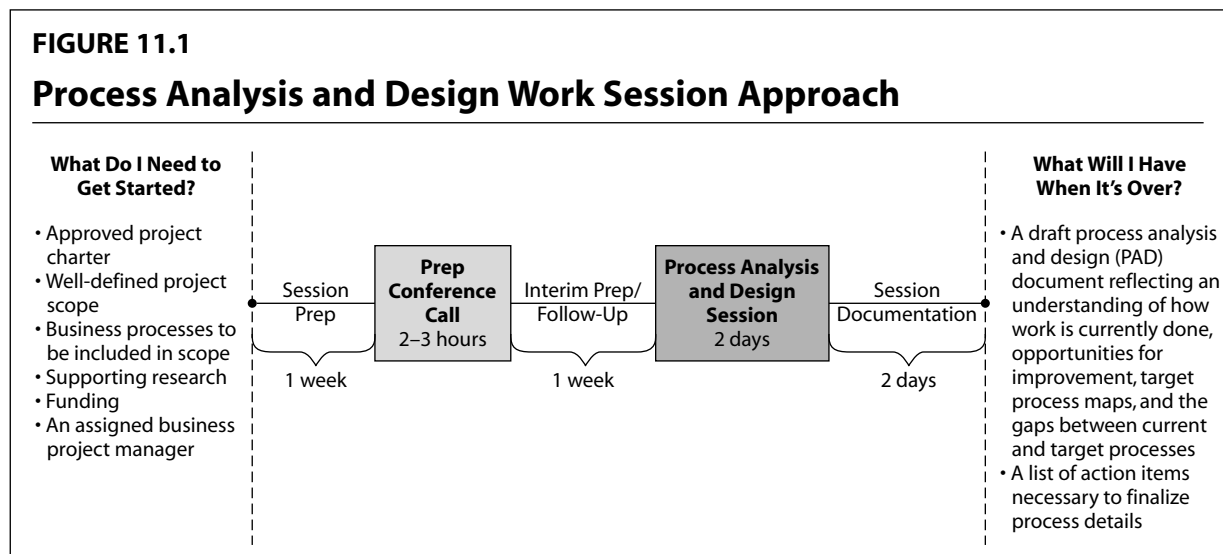 FIGURE 11.1
Process Analysis and Design Work Session Approach
What Do I Need to
Get Started?
• Approved project
charter
• Well-defined project
scope
• Business processes to
be included in scope
• Supporting research
• Funding
• An assigned business
project manager
Session
Prep
1 week
Prep
Conference
Call
2–3 hours
Interim Prep/
Follow-Up
1 week
Process Analysis
and Design
Session
2 days
Session
Documentation
2 days
What Will I Have
When It's Over?
• A draft process analysis
and design (PAD)
document reflecting an
understanding of how
work is currently done,
opportunities for
improvement, target
process maps, and the
gaps between current
and target processes
• A list of action items
necessary to finalize
process details